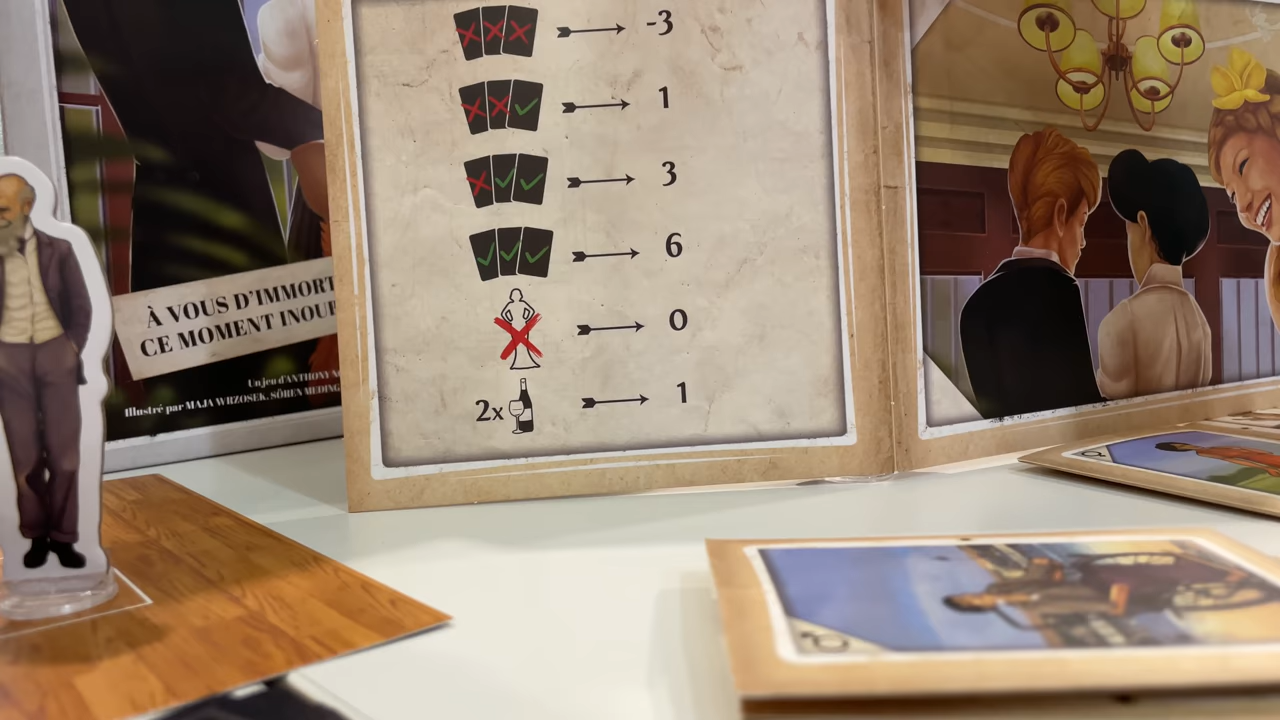 À VOUS D'IMMORT
CE MOMENT INOU
Un jeu d'ANTHONY
Illustré par MAJA WRZOSEK, SÖREN MEDING
-3
1
3
6
0
2x 1